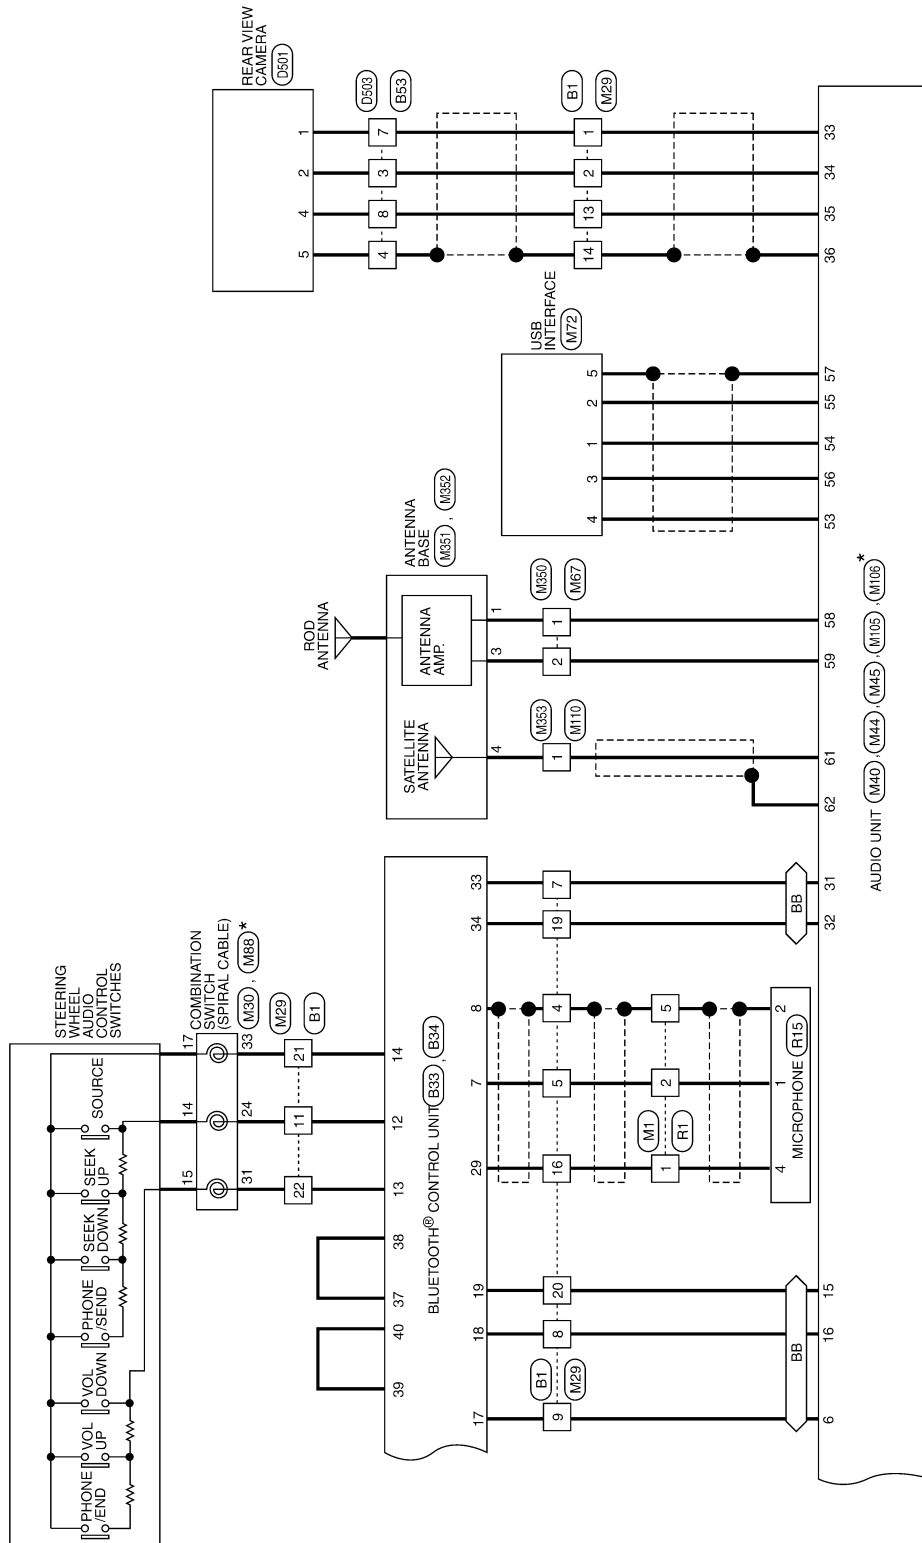 STEERING
WHEEL
AUDIO
CONTROL
SWITCHES
PHONE
/END
VOL
UP
VOL
DOWN
PHONE
/SEND
SEEK
DOWN
SEEK
UP
SOURCE
15
14
17
COMBINATION
SWITCH
(SPIRAL CABLE)
M30 , M88 *
31
24
33
M29
B1
22
11
21
39
40
37
38
13
12
14
BLUETOOTH® CONTROL UNIT B33 , B34
17
18
19
29
7
8
34
33
B1
M29
9
8
20
16
5
4
19
7
M1
R1
1
2
5
4
1
2
MICROPHONE R15
BB
BB
6
16
15
32
31
ROD
ANTENNA
SATELLITE
ANTENNA
ANTENNA
AMP.
ANTENNA
BASE
M351 , M352
4
3
1
M353
M110
1
M350
M67
2
1
62
61
59
58
USB
INTERFACE
M72
4
3
1
2
5
53
56
54
55
57
REAR VIEW
CAMERA
D501
5
4
2
1
D503
B53
4
8
3
7
B1
M29
14
13
2
1
36
35
34
33
AUDIO UNIT M40 , M44 , M45 , M105 , M106 *